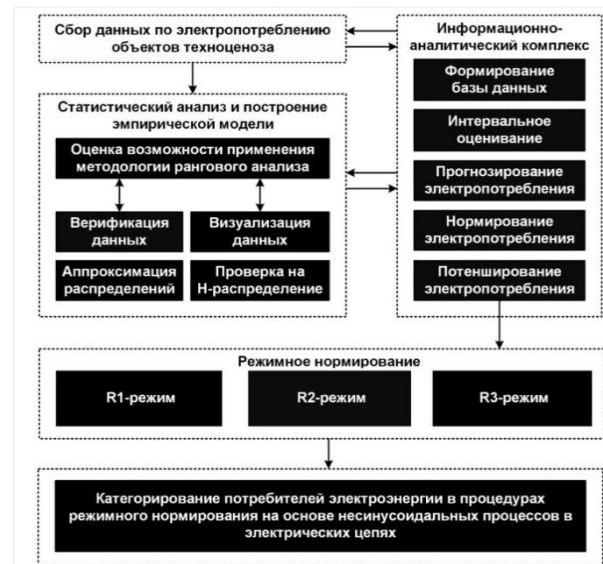 Сбор данных по электропотреблению
объектов техноценоза
Статистический анализ и построение
эмпирической модели
Оценка возможности применения
методологии рангового анализа
Верификация
данных
Визуализация
данных
Аппроксимация
распределений
Проверка на
Н-распределение
Информационно-
аналитический комплекс
Формирование
базы данных
Интервальное
оценивание
Прогнозирование
электропотребления
Нормирование
электропотребления
Потенширование
электропотребления
Режимное нормирование
R1-режим
R2-режим
R3-режим
Категорирование потребителей электроэнергии в процедурах
режимного нормирования на основе несинусоидальных процессов в
электрических цепях